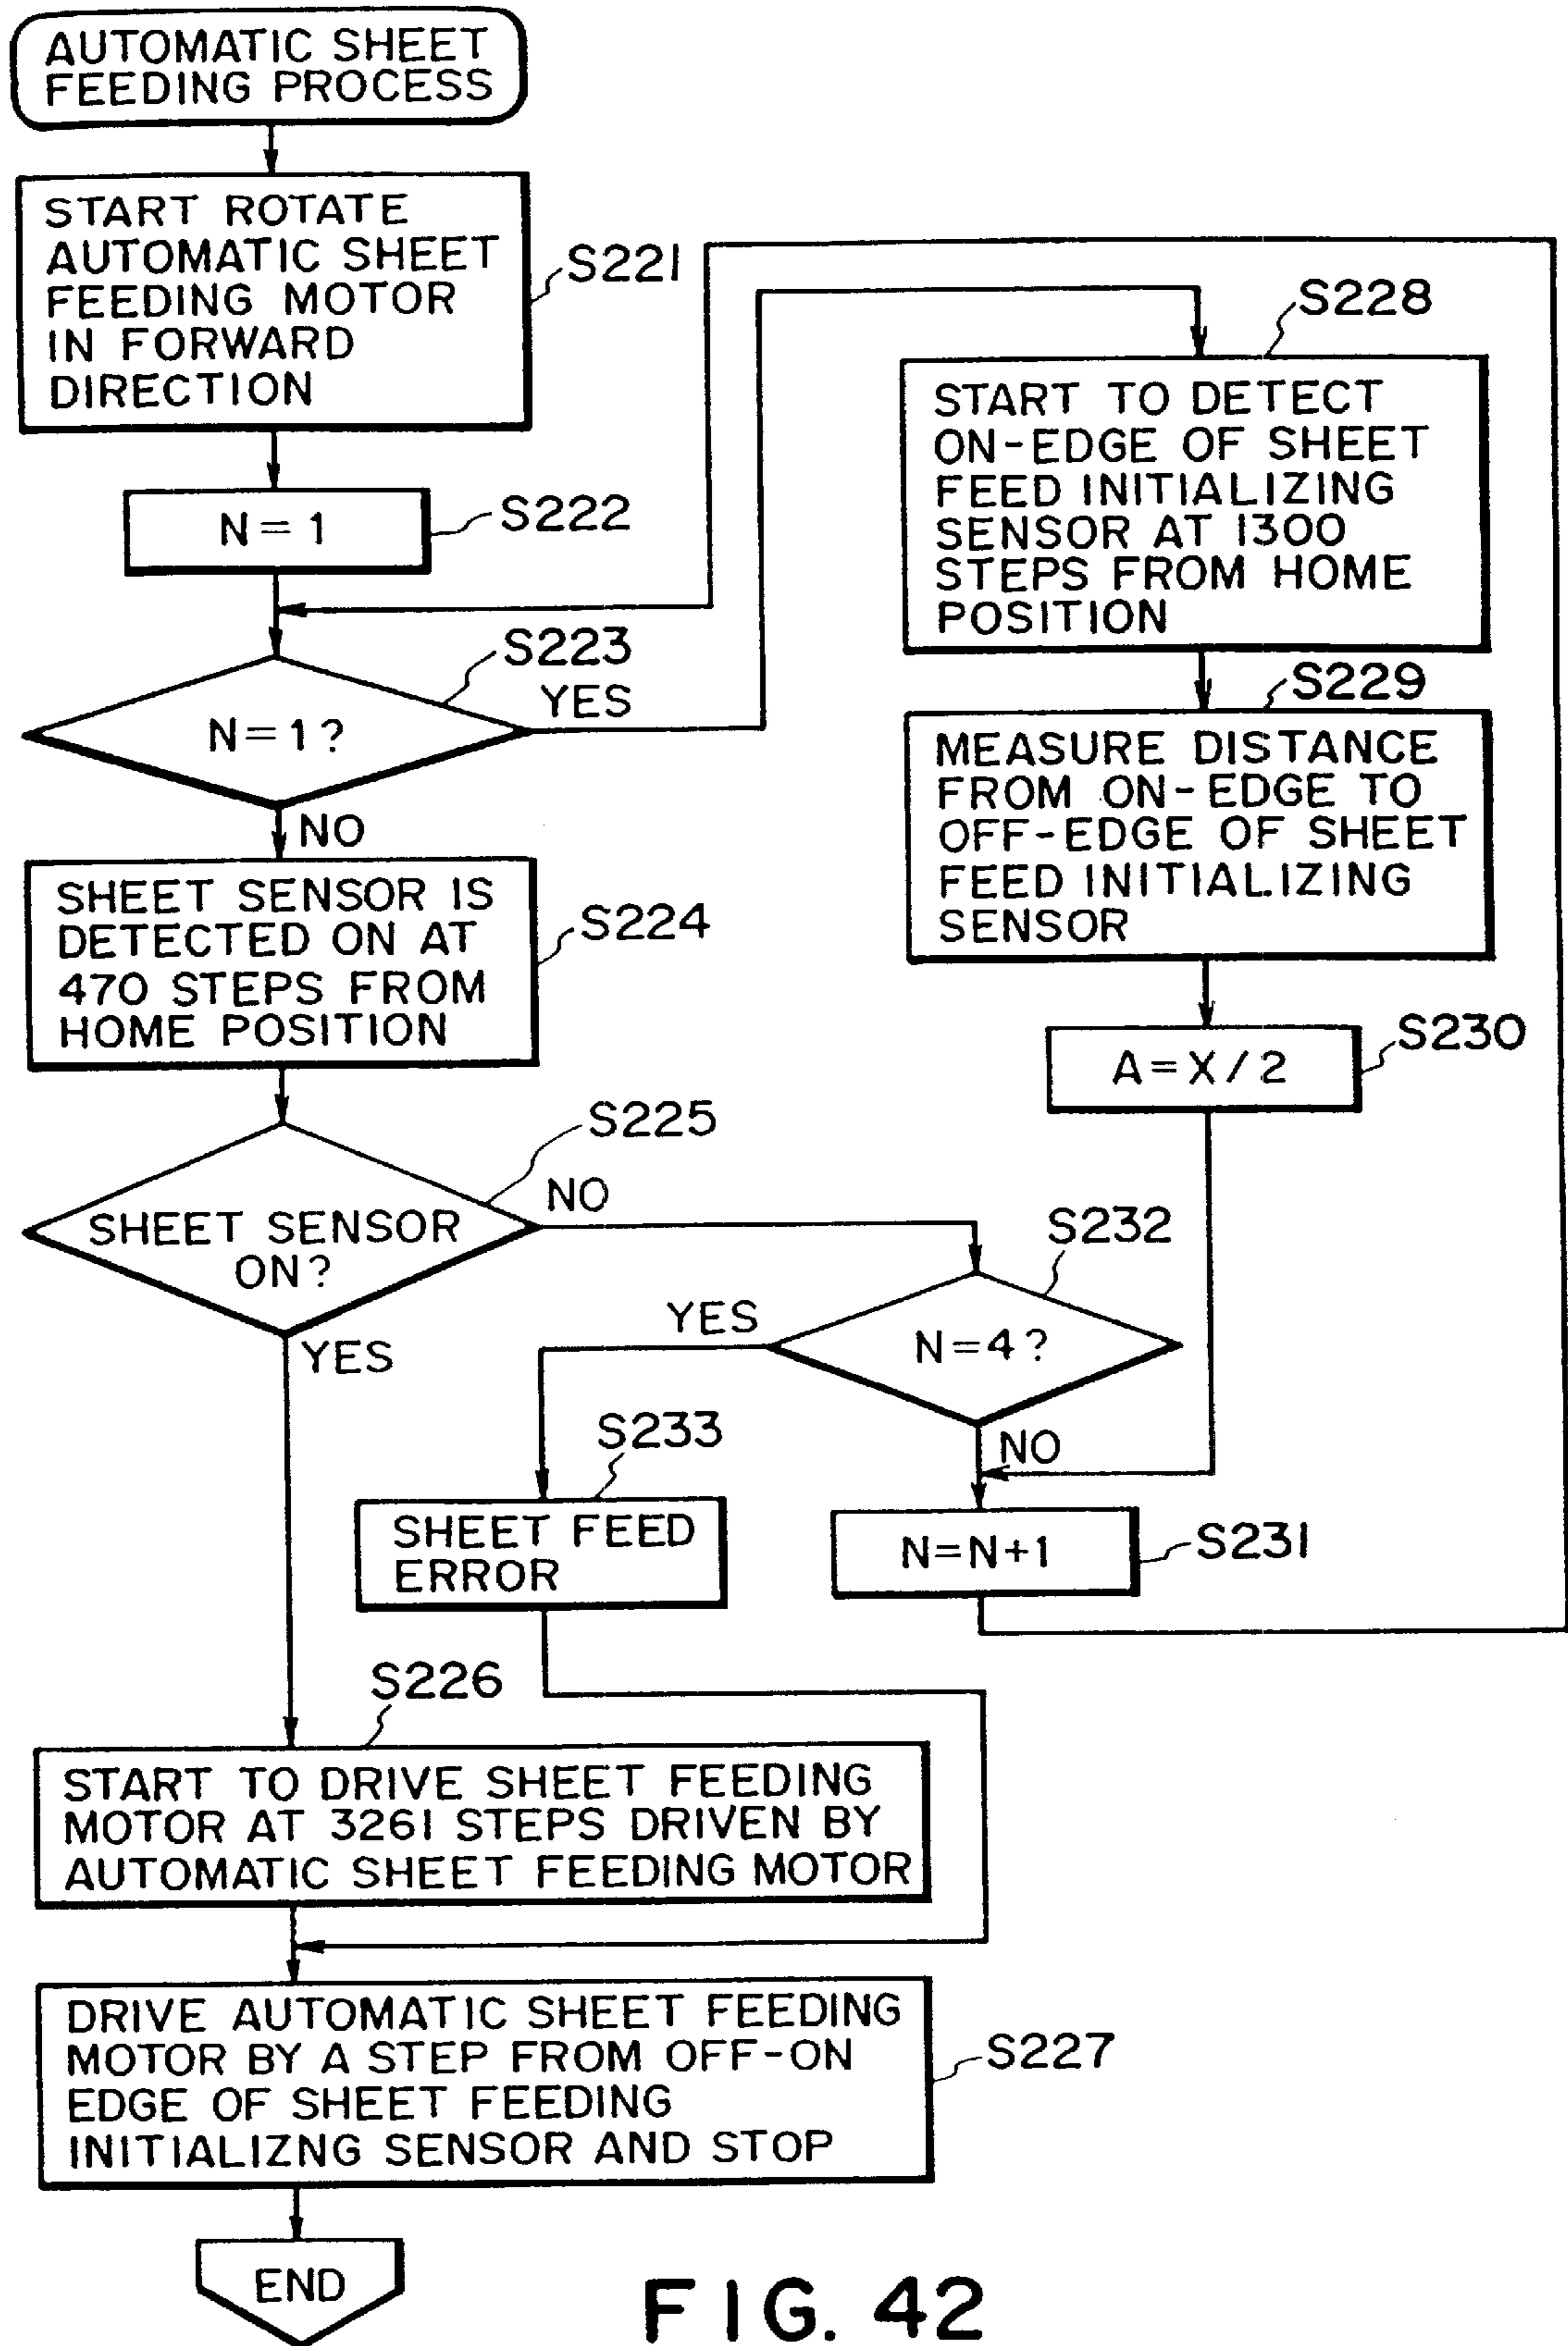 AUTOMATIC SHEET
FEEDING PROCESS
START ROTATE
AUTOMATIC SHEET
FEEDING MOTOR
IN FORWARD
DIRECTION
S221
N=1
S222
S223
N=1?
YES
NO
SHEET SENSOR IS
DETECTED ON AT
470 STEPS FROM
HOME POSITION
S224
S225
SHEET SENSOR
ON?
NO
YES
S228
START TO DETECT
ON-EDGE OF SHEET
FEED INITIALIZING
SENSOR AT 1300
STEPS FROM HOME
POSITION
S229
MEASURE DISTANCE
FROM ON-EDGE TO
OFF-EDGE OF SHEET
FEED INITIALIZING
SENSOR
A=X/2
S230
S232
N=4?
YES
NO
S233
SHEET FEED
ERROR
N=N+1
S231
S226
START TO DRIVE SHEET FEEDING
MOTOR AT 3261 STEPS DRIVEN BY
AUTOMATIC SHEET FEEDING MOTOR
DRIVE AUTOMATIC SHEET FEEDING
MOTOR BY A STEP FROM OFF-ON
EDGE OF SHEET FEEDING
INITIALIZNG SENSOR AND STOP
S227
END
FIG. 42